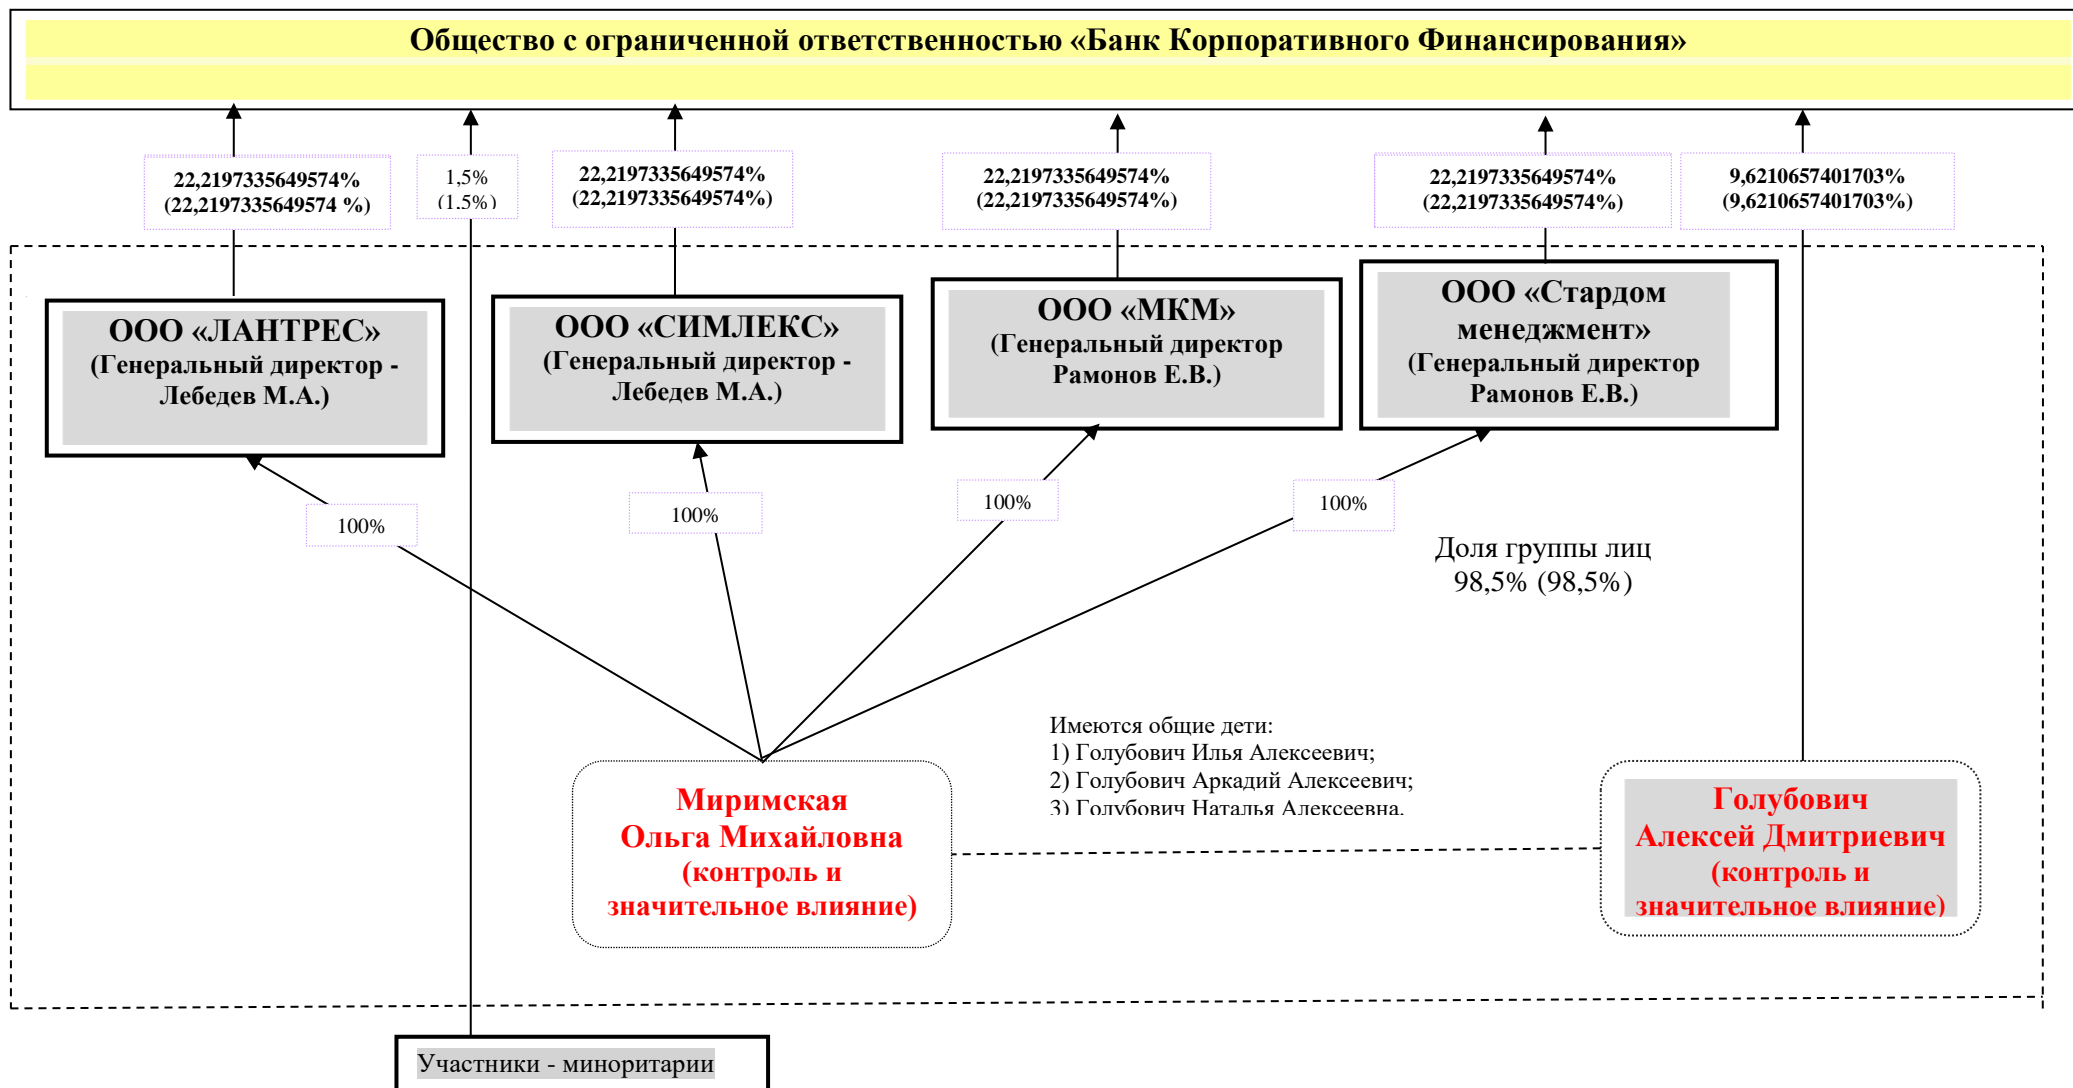 Общество с ограниченной ответственностью «Банк Корпоративного Финансирования»
22,2197335649574%
(22,2197335649574 %)
1,5%
(1,5%)
22,2197335649574%
(22,2197335649574%)
22,2197335649574%
(22,2197335649574%)
22,2197335649574%
(22,2197335649574%)
9,6210657401703%
(9,6210657401703%)
ООО «ЛАНТРЕС»
(Генеральный директор -
Лебедев М.А.)
ООО «СИМЛЕКС»
(Генеральный директор -
Лебедев М.А.)
ООО «МКМ»
(Генеральный директор
Рамонов Е.В.)
ООО «Стардом
менеджмент»
(Генеральный директор
Рамонов Е.В.)
100%
100%
100%
100%
Доля группы лиц
98,5% (98,5%)
Имеются общие дети:
1) Голубович Илья Алексеевич;
2) Голубович Аркадий Алексеевич;
3) Голубович Наталья Алексеевна.
Миримская
Ольга Михайловна
(контроль и
значительное влияние)
Голубович
Алексей Дмитриевич
(контроль и
значительное влияние)
Участники - миноритарии